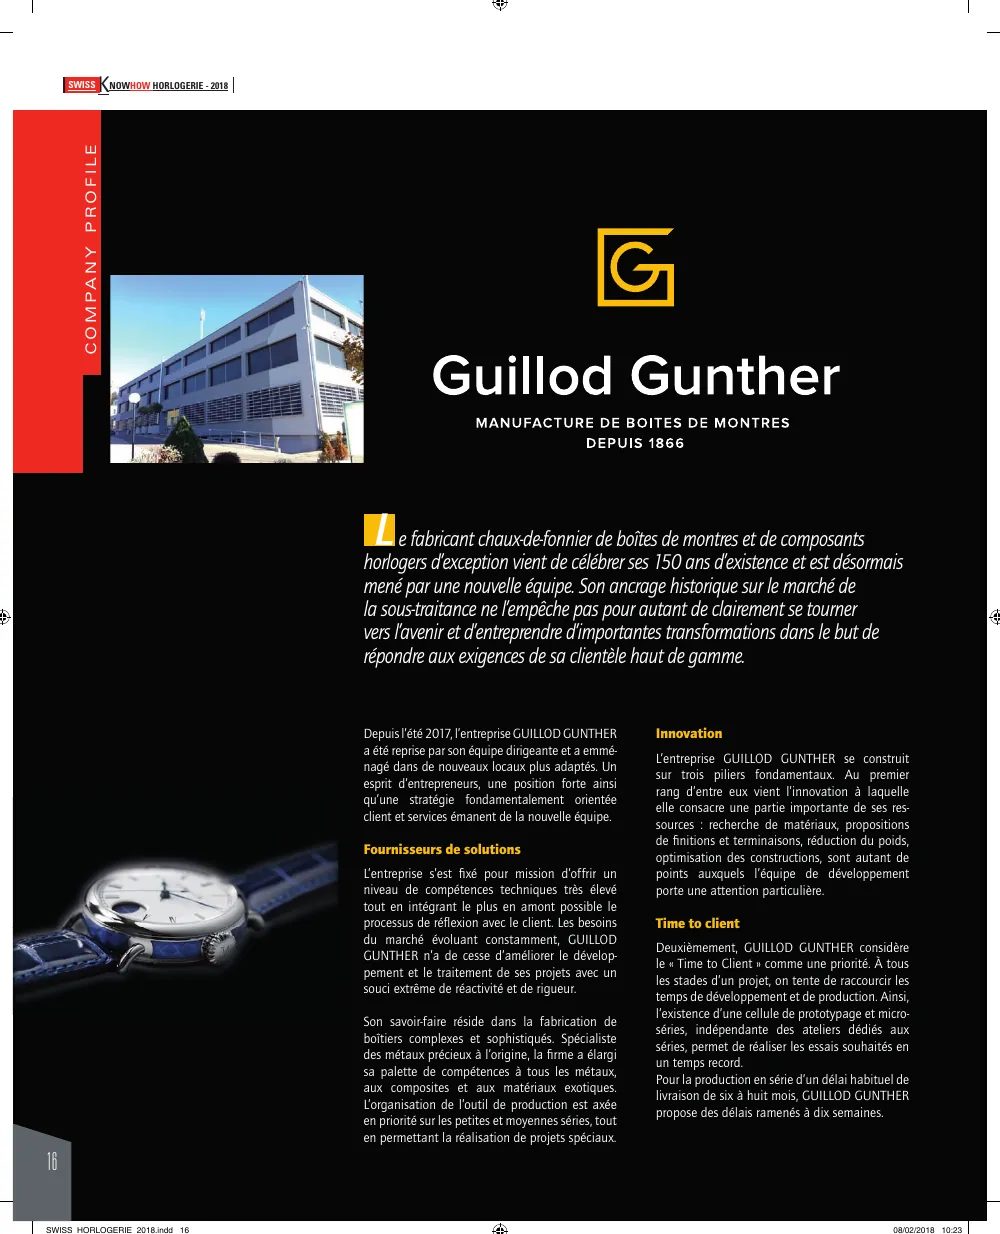 SWISS KNOWHOW HORLOGERIE - 2018
COMPANY PROFILE
G
Guillod Gunther
MANUFACTURE DE BOITES DE MONTRES
DEPUIS 1866
Le fabricant chaux-de-fonnier de boîtes de montres et de composants
horlogers d'exception vient de célébrer ses 150 ans d'existence et est désormais
mené par une nouvelle équipe. Son ancrage historique sur le marché de
la sous-traitance ne l'empêche pas pour autant de clairement se tourner
vers l'avenir et d'entreprendre d'importantes transformations dans le but de
répondre aux exigences de sa clientèle haut de gamme.
Depuis l'été 2017, l'entreprise GUILLOD GUNTHER
a été reprise par son équipe dirigeante et a emmé-
nagé dans de nouveaux locaux plus adaptés. Un
esprit d'entrepreneurs, une position forte ainsi
qu'une stratégie fondamentalement orientée
client et services émanent de la nouvelle équipe.
Fournisseurs de solutions
L'entreprise s'est fixé pour mission d'offrir un
niveau de compétences techniques très élevé
tout en intégrant le plus en amont possible le
processus de réflexion avec le client. Les besoins
du marché évoluant constamment, GUILLOD
GUNTHER n'a de cesse d'améliorer le dévelop-
pement et le traitement de ses projets avec un
souci extrême de réactivité et de rigueur.
Son savoir-faire réside dans la fabrication de
boîtiers complexes et sophistiqués. Spécialiste
des métaux précieux à l'origine, la firme a élargi
sa palette de compétences à tous les métaux,
aux composites et aux matériaux exotiques.
L'organisation de l'outil de production est axée
en priorité sur les petites et moyennes séries, tout
en permettant la réalisation de projets spéciaux.
Innovation
L'entreprise GUILLOD GUNTHER se construit
sur trois piliers fondamentaux. Au premier
rang d'entre eux vient l'innovation à laquelle
elle consacre une partie importante de ses res-
sources : recherche de matériaux, propositions
de finitions et terminaisons, réduction du poids,
optimisation des constructions, sont autant de
points auxquels l'équipe de développement
porte une attention particulière.
Time to client
Deuxièmement, GUILLOD GUNTHER considère
le « Time to Client » comme une priorité. À tous
les stades d'un projet, on tente de raccourcir les
temps de développement et de production. Ainsi,
l'existence d'une cellule de prototypage et micro-
séries, indépendante des ateliers dédiés aux
séries, permet de réaliser les essais souhaités en
un temps record.
Pour la production en série d'un délai habituel de
livraison de six à huit mois, GUILLOD GUNTHER
propose des délais ramenés à dix semaines.
16
SWISS HORLOGERIE 2018.indd 16
08/02/2018 10:23